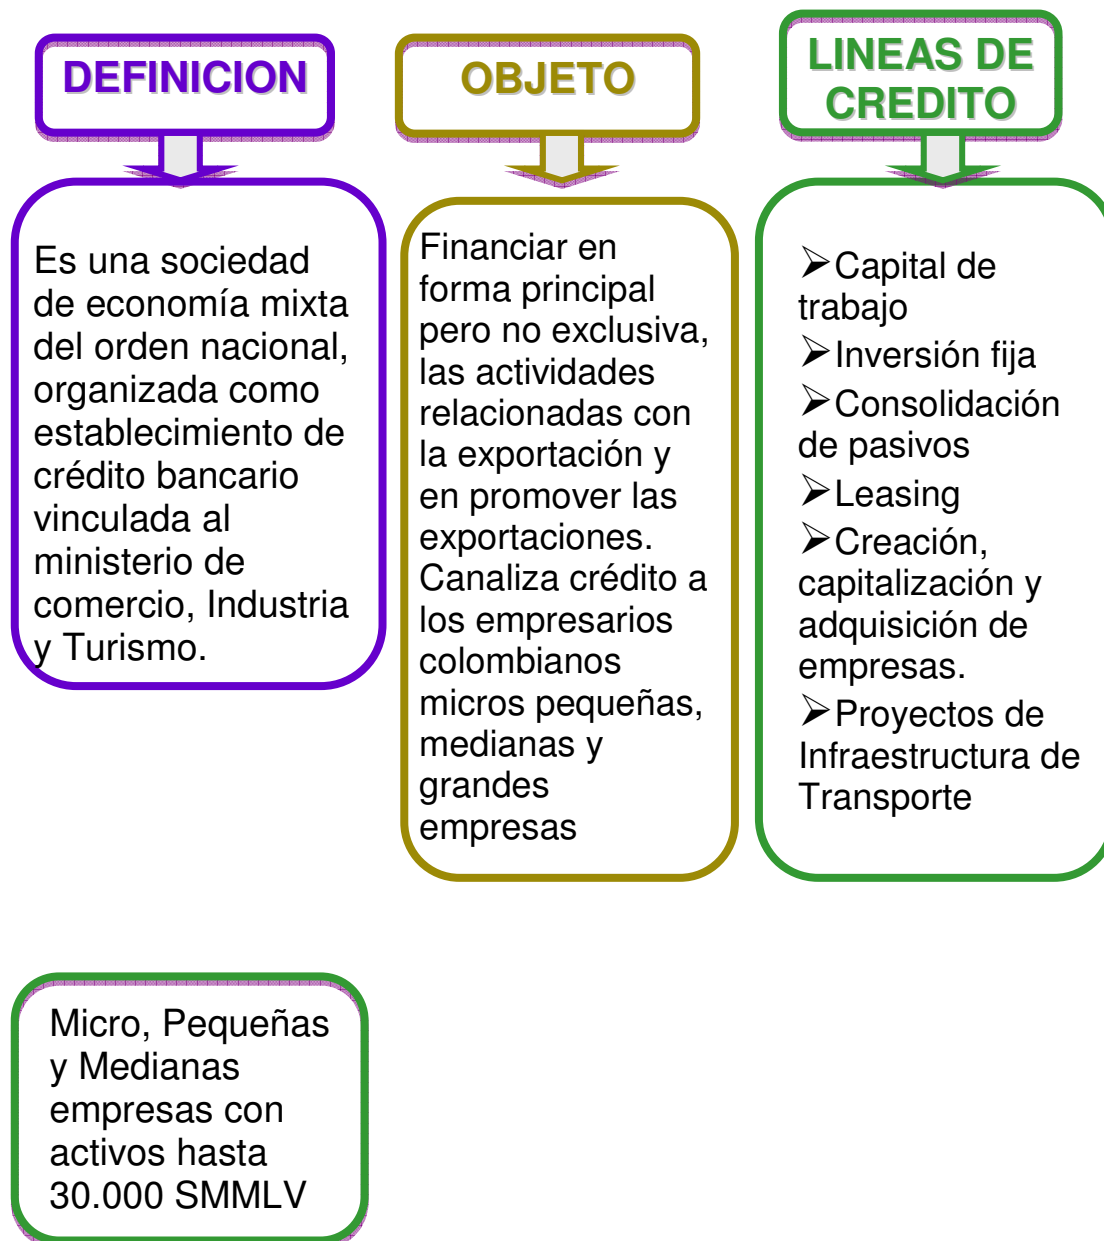 DEFINICION
Es una sociedad
de economía mixta
del orden nacional,
organizada como
establecimiento de
crédito bancario
vinculada al
ministerio de
comercio, Industria
y Turismo.
OBJETO
Financiar en
forma principal
pero no exclusiva,
las actividades
relacionadas con
la exportación y
en promover las
exportaciones.
Canaliza crédito a
los empresarios
colombianos
micros pequeñas,
medianas y
grandes
empresas
LINEAS DE
CREDITO
➢Capital de
trabajo
➢Inversión fija
➢Consolidación
de pasivos
➢Leasing
➢Creación,
capitalización y
adquisición de
empresas.
➢Proyectos de
Infraestructura de
Transporte
Micro, Pequeñas
y Medianas
empresas con
activos hasta
30.000 SMMLV